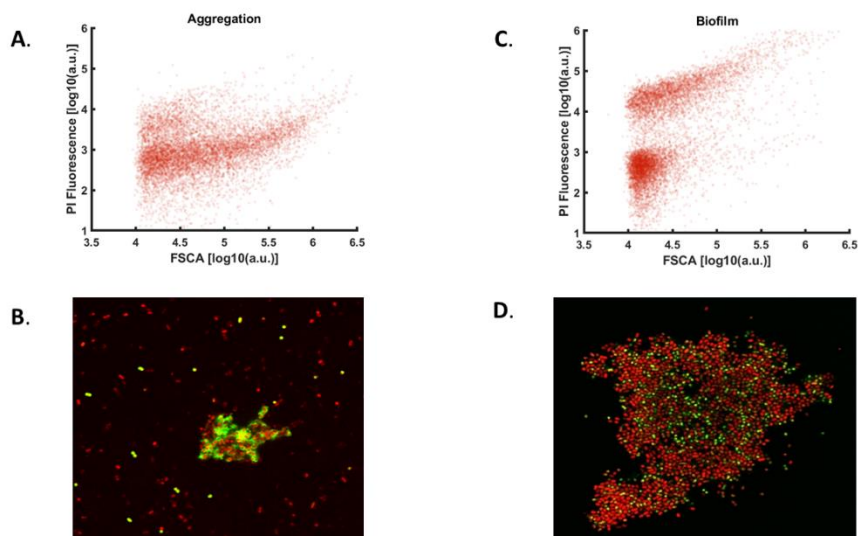 A.
Aggregation
PI Fluorescence [log10(a.u.)]
6
5
4
3
2
1
3.5 4 4.5 5 5.5 6 6.5
FSCA [log10(a.u.)]
B.
C.
Biofilm
PI Fluorescence [log10(a.u.)]
6
5
4
3
2
1
3.5 4 4.5 5 5.5 6 6.5
FSCA [log10(a.u.)]
D.